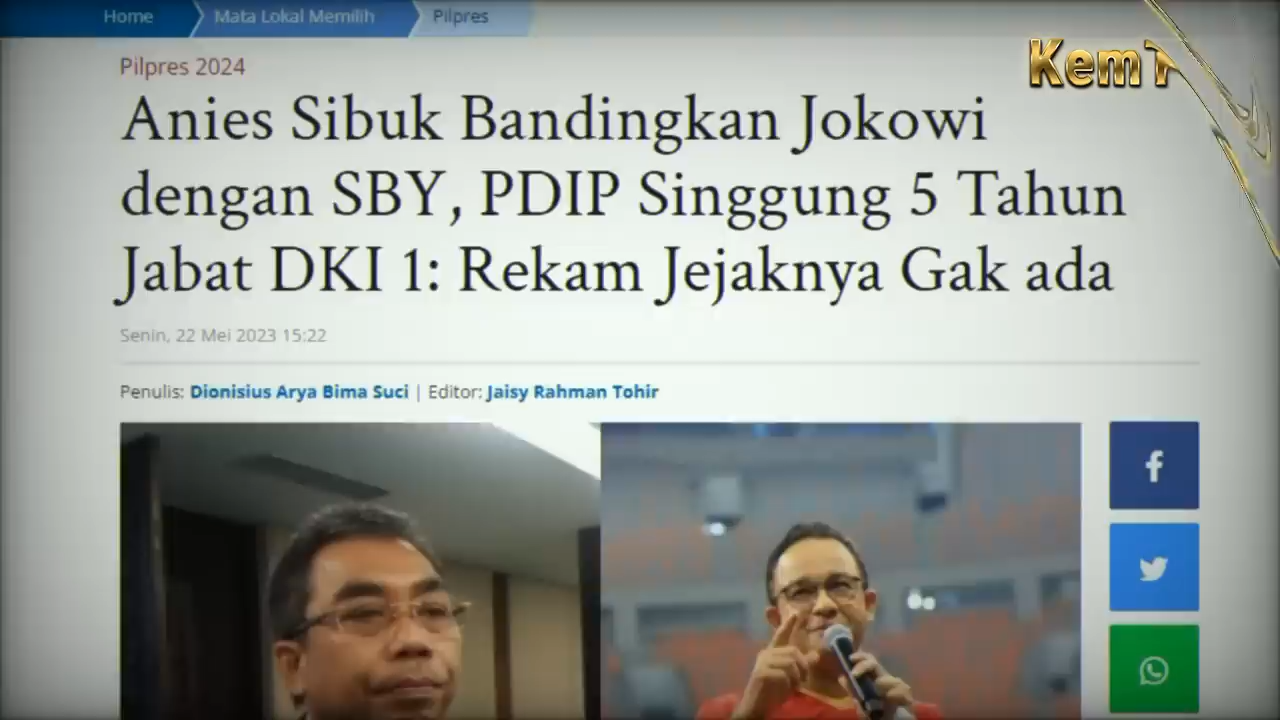 Home Mata Lokal Memilih Pilpres
Pilpres 2024
Anies Sibuk Bandingkan Jokowi
dengan SBY, PDIP Singgung 5 Tahun
Jabat DKI 1: Rekam Jejaknya Gak ada
Senin, 22 Mei 2023 15:22
Penulis: Dionisius Arya Bima Suci | Editor: Jaisy Rahman Tohir